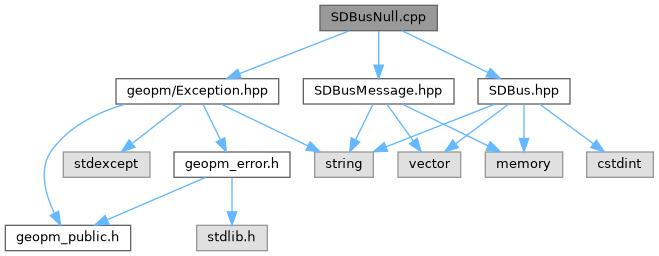 SDBusNull.cpp
geopm/Exception.hpp
SDBusMessage.hpp
SDBus.hpp
stdexcept
geopm_error.h
string
vector
memory
cstdint
geopm_public.h
stdlib.h